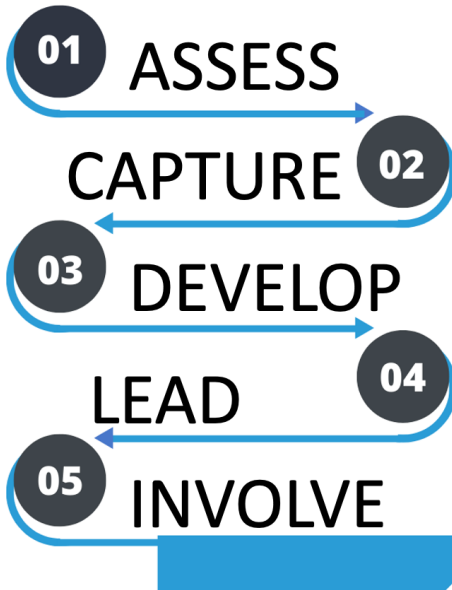 01 ASSESS
CAPTURE 02
03 DEVELOP
LEAD 04
05 INVOLVE